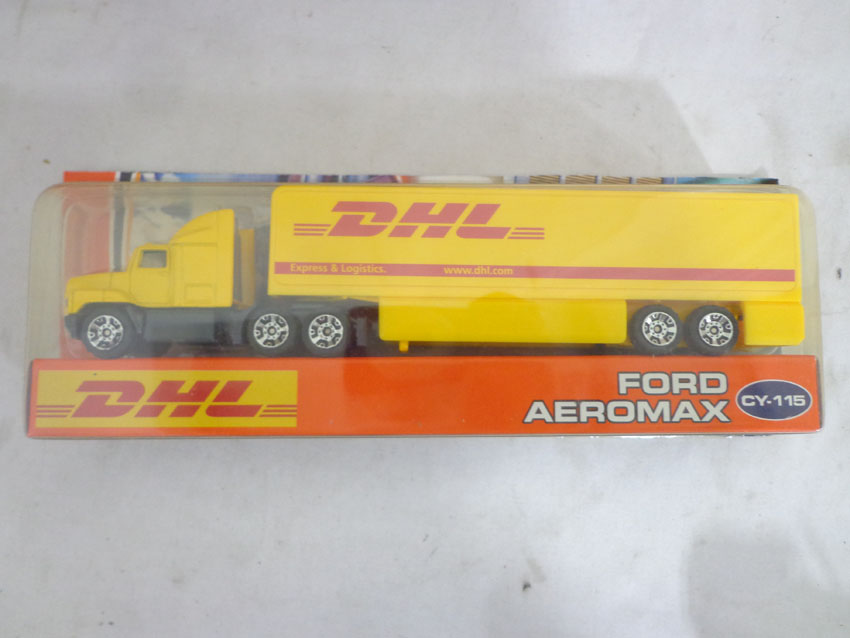 DHL
Express & Logistics. www.dhl.com
DHL
FORD
AEROMAX
CY-115